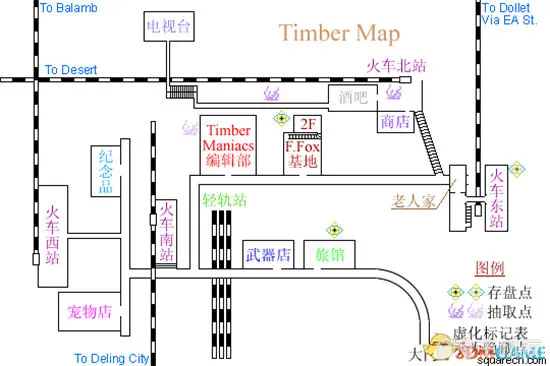 To Balamb
电视台
Timber Map
To Dollet
Via EA St.
To Desert
火车北站
酒吧
商店
Timber
Maniacs
编辑部
2F
F.Fox
基地
纪念品
轻轨站
老人家
火车东站
火车西站
火车南站
武器店
旅馆
宠物店
图例
存盘点
抽取点
虚化标记表
To Deling City
squarecn.com